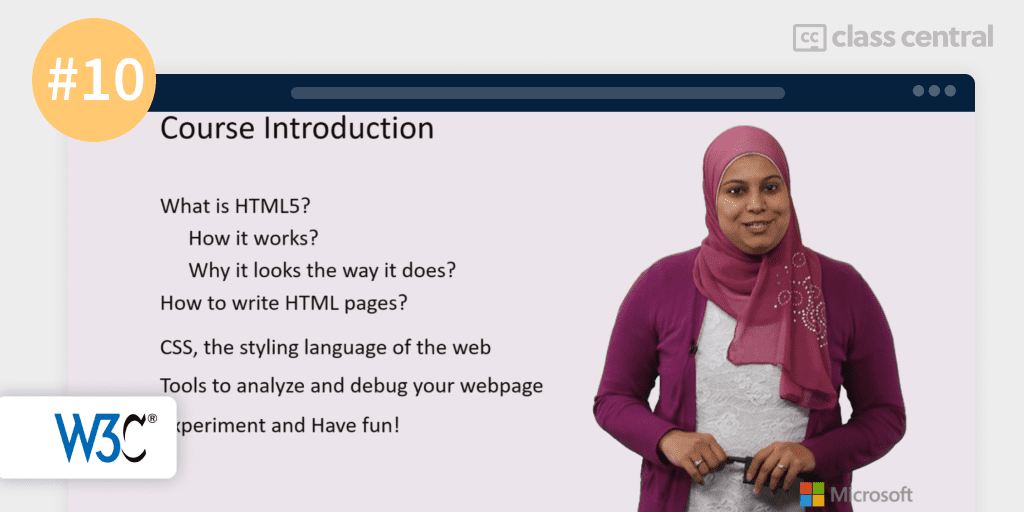 #10
class central
Course Introduction
What is HTML5?
How it works?
Why it looks the way it does?
How to write HTML pages?
CSS, the styling language of the web
Tools to analyze and debug your webpage
xperiment and Have fun!
W3C®
Microsoft